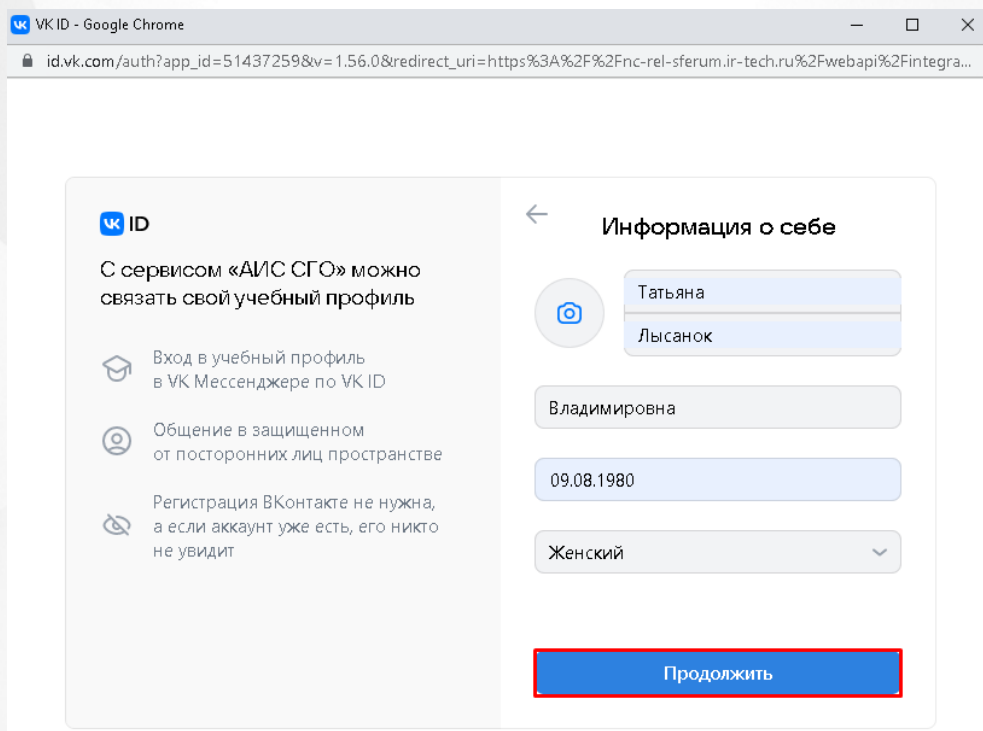 VK ID - Google Chrome
id.vk.com/auth?app_id=51437259&v=1.56.0&redirect_uri=https%3A%2F%2Fnc-rel-sferum.ir-tech.ru%2Fwebapi%2Fintegra...
VK ID
С сервисом «АИС СГО» можно
связать свой учебный профиль
Вход в учебный профиль
в VK Мессенджере по VK ID
Общение в защищенном
от посторонних лиц пространстве
Регистрация ВКонтакте не нужна,
а если аккаунт уже есть, его никто
не увидит
Информация о себе
Татьяна
Лысанок
Владимировна
09.08.1980
Женский
Продолжить